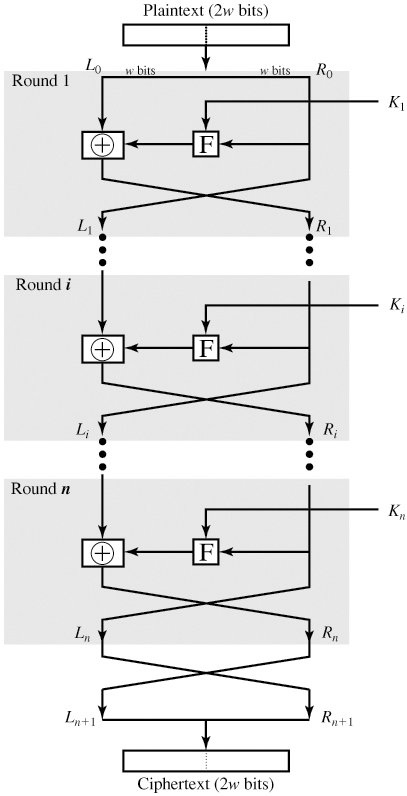 Plaintext (2w bits)
L₀ w bits w bits R₀
Round 1
K₁
⊕ F
L₁ R₁
Round i
Kᵢ
⊕ F
Lᵢ Rᵢ
Round n
Kₙ
⊕ F
Lₙ Rₙ
Lₙ₊₁ Rₙ₊₁
Ciphertext (2w bits)